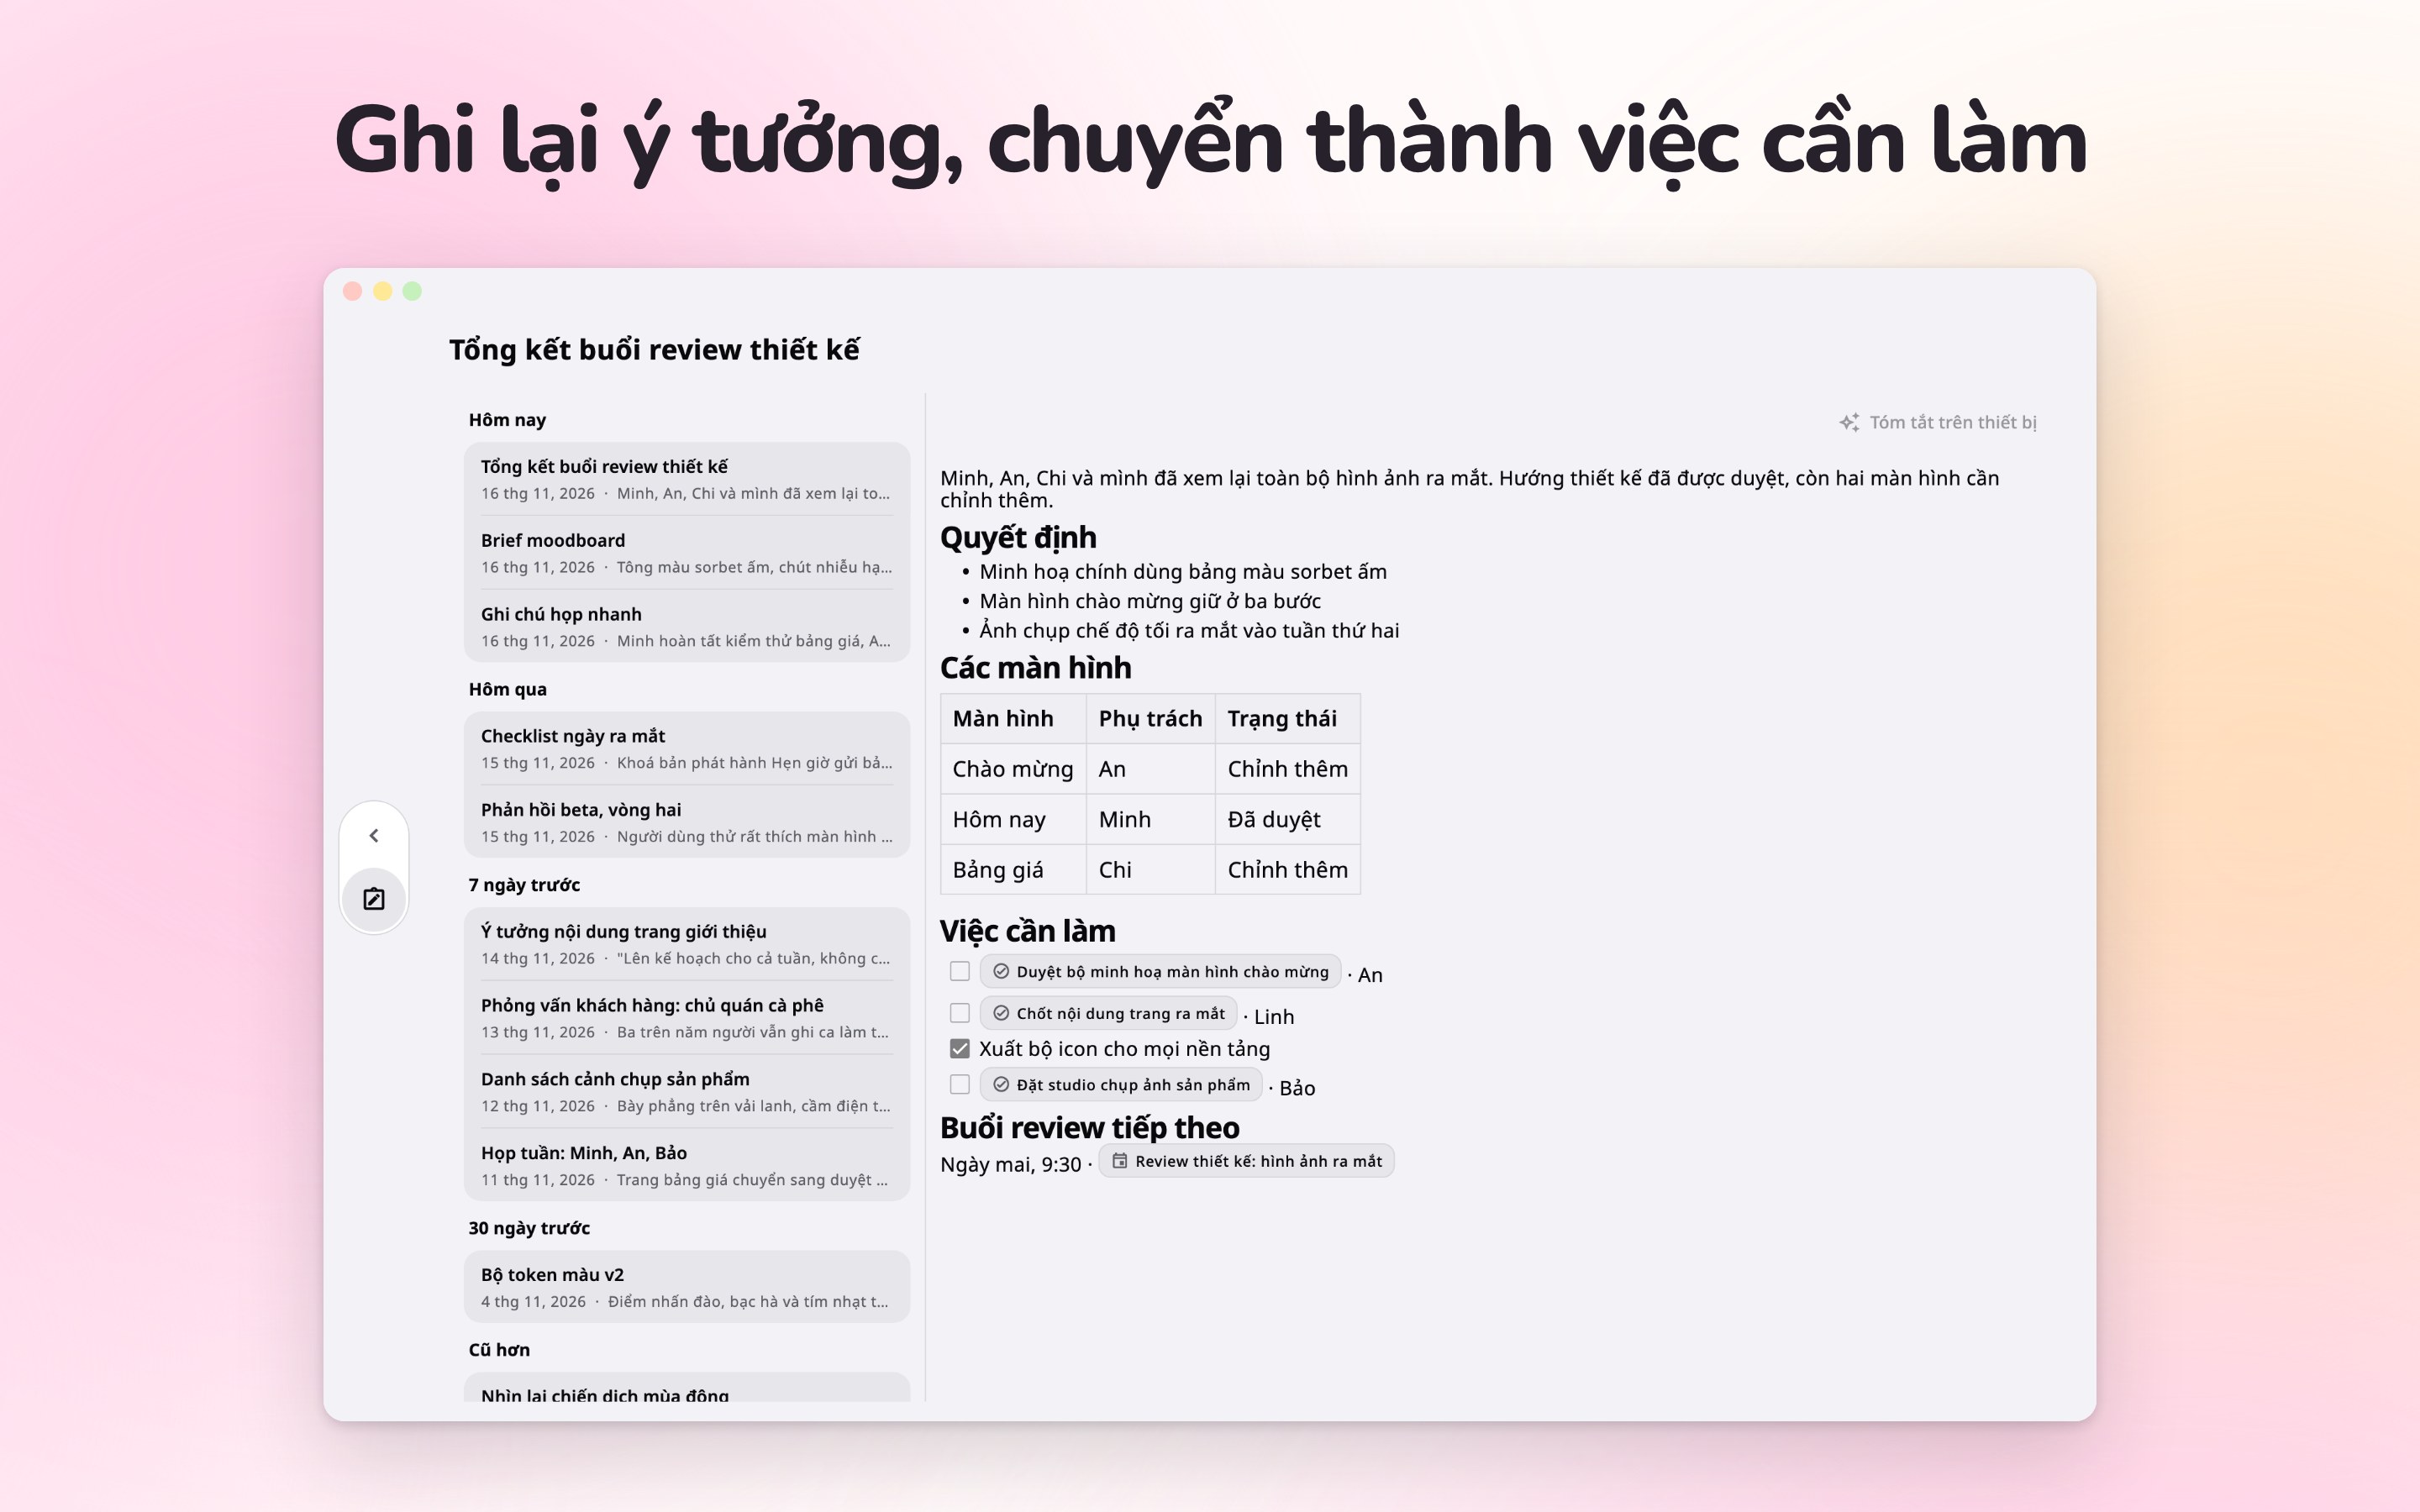 Ghi lại ý tưởng, chuyển thành việc cần làm
Tổng kết buổi review thiết kế
Hôm nay
Tổng kết buổi review thiết kế
16 thg 11, 2026 · Minh, An, Chi và mình đã xem lại to...
Brief moodboard
16 thg 11, 2026 · Tông màu sorbet ấm, chút nhiễu hạ...
Ghi chú họp nhanh
16 thg 11, 2026 · Minh hoàn tất kiểm thử bảng giá, A...
Hôm qua
Checklist ngày ra mắt
15 thg 11, 2026 · Khoá bản phát hành Hẹn giờ gửi bả...
Phản hồi beta, vòng hai
15 thg 11, 2026 · Người dùng thử rất thích màn hình ...
7 ngày trước
Ý tưởng nội dung trang giới thiệu
14 thg 11, 2026 · "Lên kế hoạch cho cả tuần, không c...
Phỏng vấn khách hàng: chủ quán cà phê
13 thg 11, 2026 · Ba trên năm người vẫn ghi ca làm t...
Danh sách cảnh chụp sản phẩm
12 thg 11, 2026 · Bày phẳng trên vải lanh, cầm điện t...
Họp tuần: Minh, An, Bảo
11 thg 11, 2026 · Trang bảng giá chuyển sang duyệt ...
30 ngày trước
Bộ token màu v2
4 thg 11, 2026 · Điểm nhấn đào, bạc hà và tím nhạt t...
Cũ hơn
Nhìn lại chiến dịch mùa đông
Tóm tắt trên thiết bị
Minh, An, Chi và mình đã xem lại toàn bộ hình ảnh ra mắt. Hướng thiết kế đã được duyệt, còn hai màn hình cần
chỉnh thêm.
Quyết định
• Minh hoạ chính dùng bảng màu sorbet ấm
• Màn hình chào mừng giữ ở ba bước
• Ảnh chụp chế độ tối ra mắt vào tuần thứ hai
Các màn hình
Màn hình Phụ trách Trạng thái
Chào mừng An Chỉnh thêm
Hôm nay Minh Đã duyệt
Bảng giá Chi Chỉnh thêm
Việc cần làm
Duyệt bộ minh hoạ màn hình chào mừng · An
Chốt nội dung trang ra mắt · Linh
Xuất bộ icon cho mọi nền tảng
Đặt studio chụp ảnh sản phẩm · Bảo
Buổi review tiếp theo
Ngày mai, 9:30 · Review thiết kế: hình ảnh ra mắt